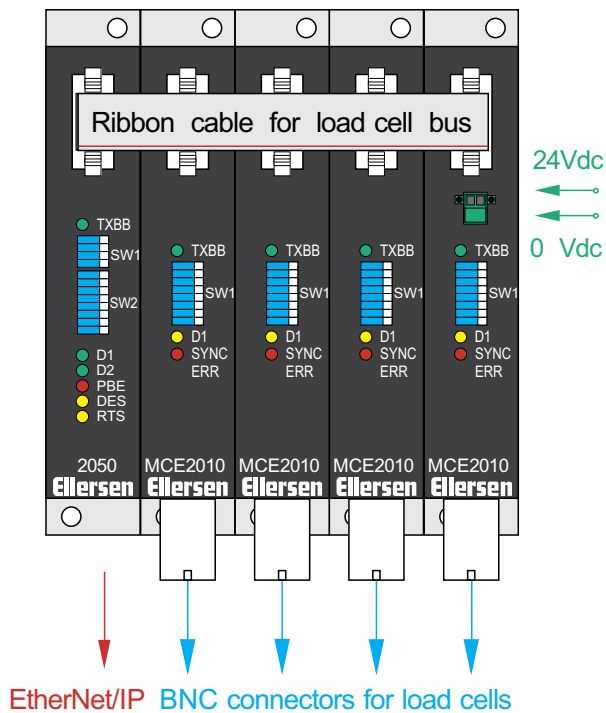 Ribbon cable for load cell bus
24Vdc
0 Vdc
TXBB
SW1
SW2
D1
D2
PBE
DES
RTS
2050
Ellersen
TXBB
SW1
D1
SYNC
ERR
MCE2010
Ellersen
TXBB
SW1
D1
SYNC
ERR
MCE2010
Ellersen
TXBB
SW1
D1
SYNC
ERR
MCE2010
Ellersen
TXBB
SW1
D1
SYNC
ERR
MCE2010
Ellersen
EtherNet/IP
BNC connectors for load cells